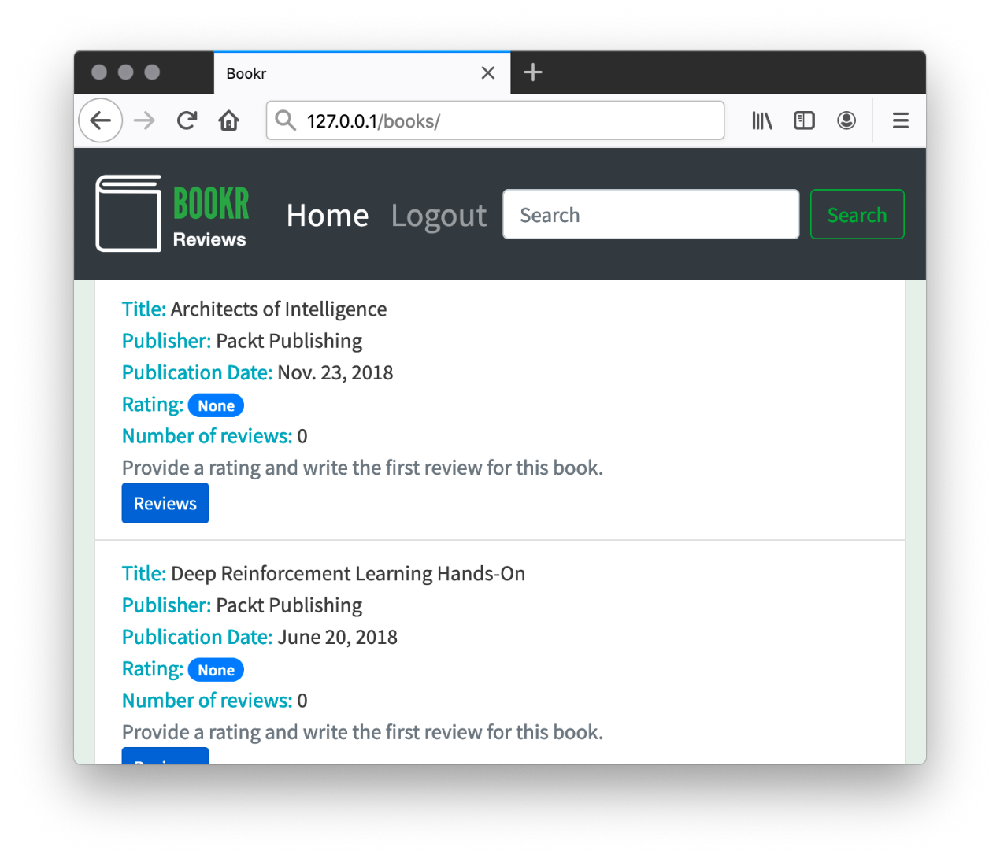 Bookr
127.0.0.1/books/
BOOKR
Reviews
Home Logout Search Search
Title: Architects of Intelligence
Publisher: Packt Publishing
Publication Date: Nov. 23, 2018
Rating: None
Number of reviews: 0
Provide a rating and write the first review for this book.
Reviews
Title: Deep Reinforcement Learning Hands-On
Publisher: Packt Publishing
Publication Date: June 20, 2018
Rating: None
Number of reviews: 0
Provide a rating and write the first review for this book.